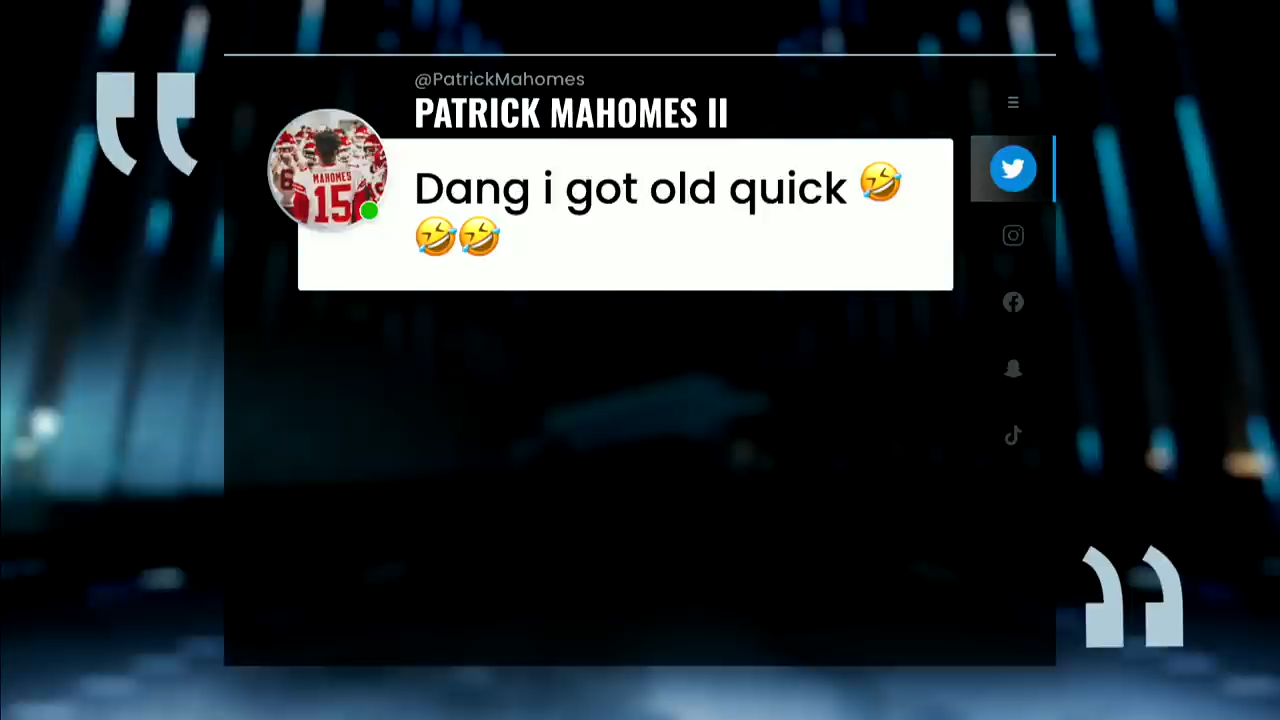 @PatrickMahomes
PATRICK MAHOMES II
Dang i got old quick 🤣
🤣🤣
MAHOMES
15